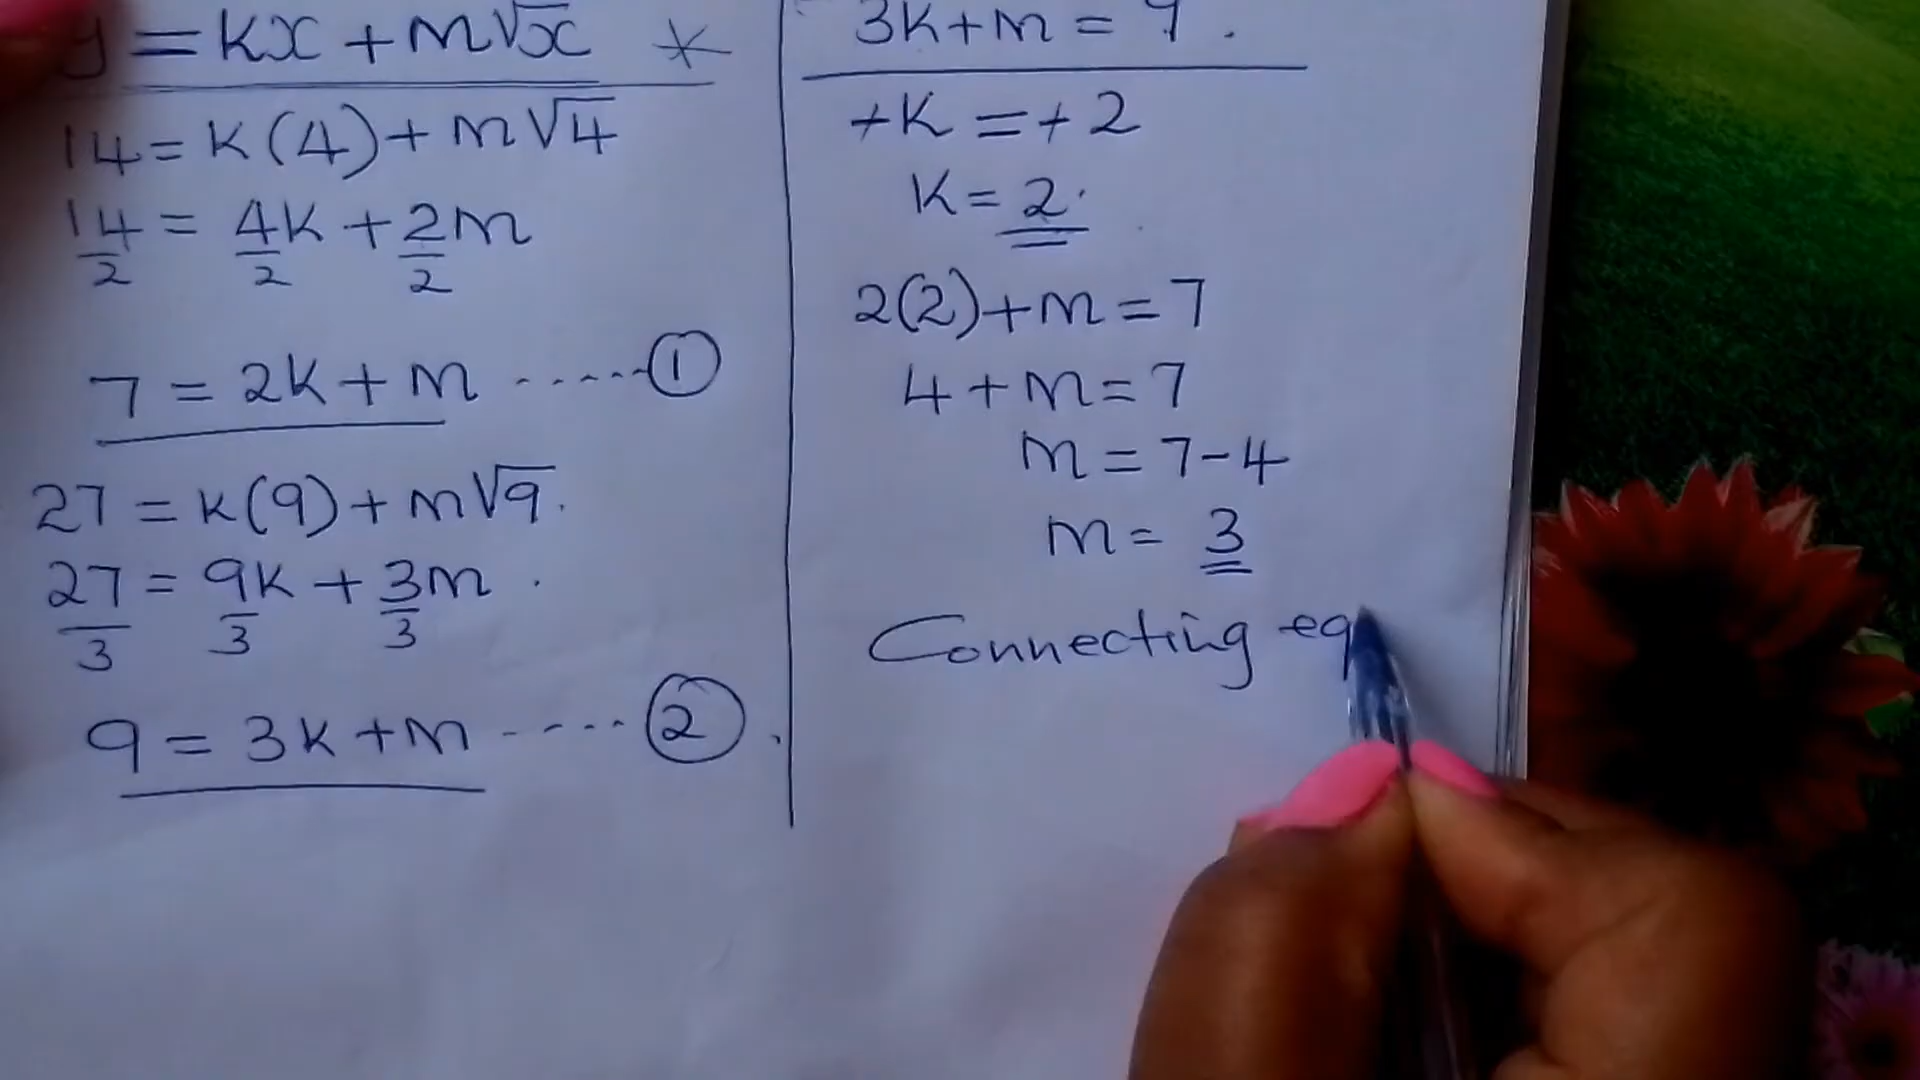 y = kx + m√x *
14 = k(4) + m√4
14/2 = 4k/2 + 2m/2
7 = 2k + m ------ ①
27 = k(9) + m√9.
27/3 = 9k/3 + 3m/3 .
9 = 3k + m ------ ② .
3k + m = 9 .
+k = +2
k = 2.
2(2) + m = 7
4 + m = 7
m = 7 - 4
m = 3
Connecting eq